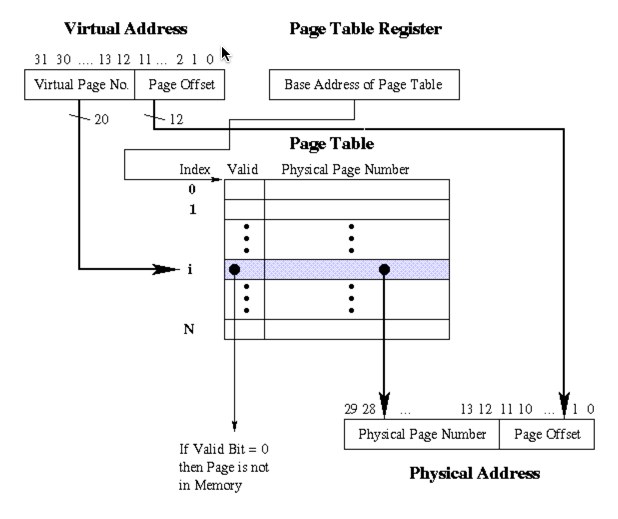 Virtual Address
Page Table Register
31 30 .... 13 12 11 ... 2 1 0
Virtual Page No. Page Offset
Base Address of Page Table
20
12
Page Table
Index Valid Physical Page Number
0
1
i
N
29 28 ... 13 12 11 10 ... 1 0
Physical Page Number Page Offset
If Valid Bit = 0
then Page is not
in Memory
Physical Address